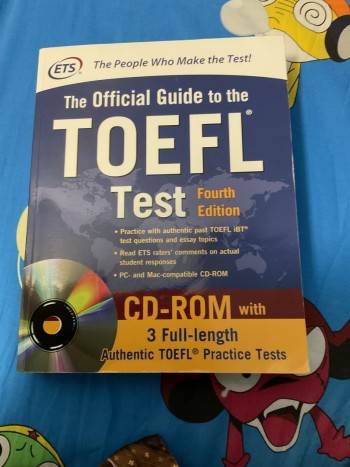 ETS The People Who Make the Test!
The Official Guide to the
TOEFL®
Test Fourth
Edition
• Practice with authentic past TOEFL iBT®
test questions and essay topics
• Read ETS raters' comments on actual
student responses
• PC- and Mac-compatible CD-ROM
CD-ROM with
3 Full-length
Authentic TOEFL® Practice Tests